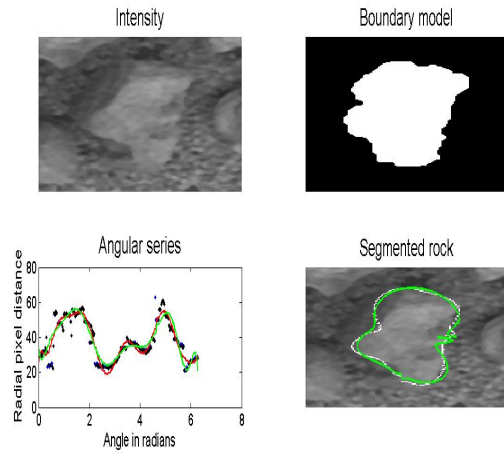 Intensity
Boundary model
Angular series
Radial pixel distance
80
60
40
20
0
0 2 4 6 8
Angle in radians
Segmented rock